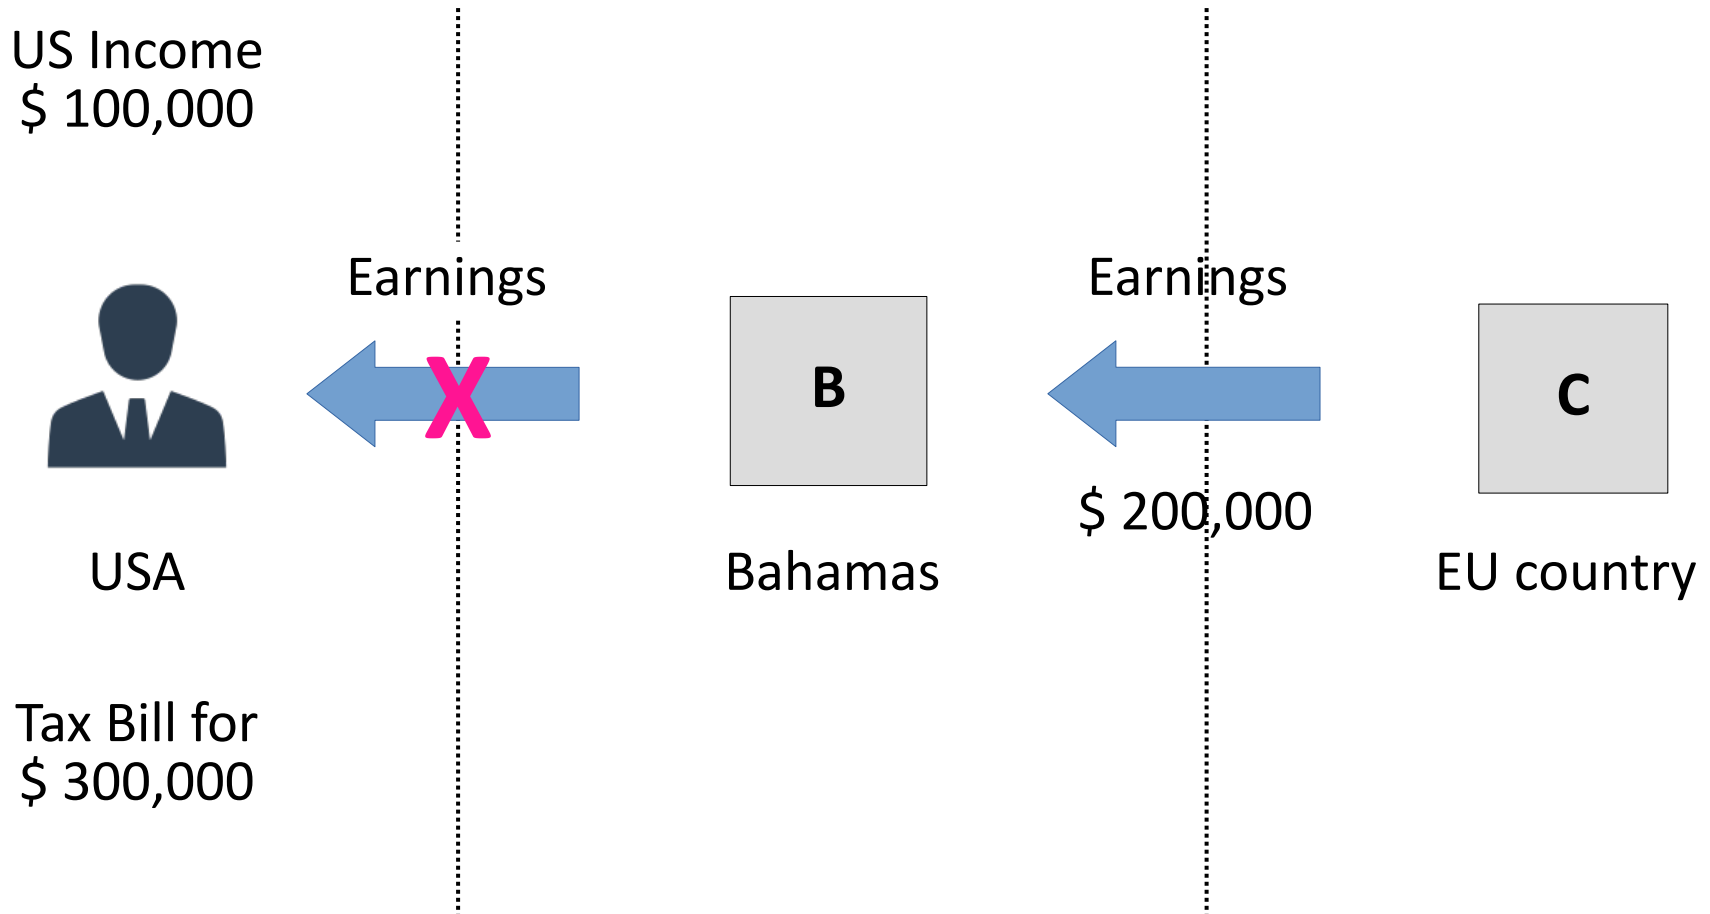 US Income
$ 100,000
Earnings
Earnings
X
B
C
$ 200,000
USA
Bahamas
EU country
Tax Bill for
$ 300,000